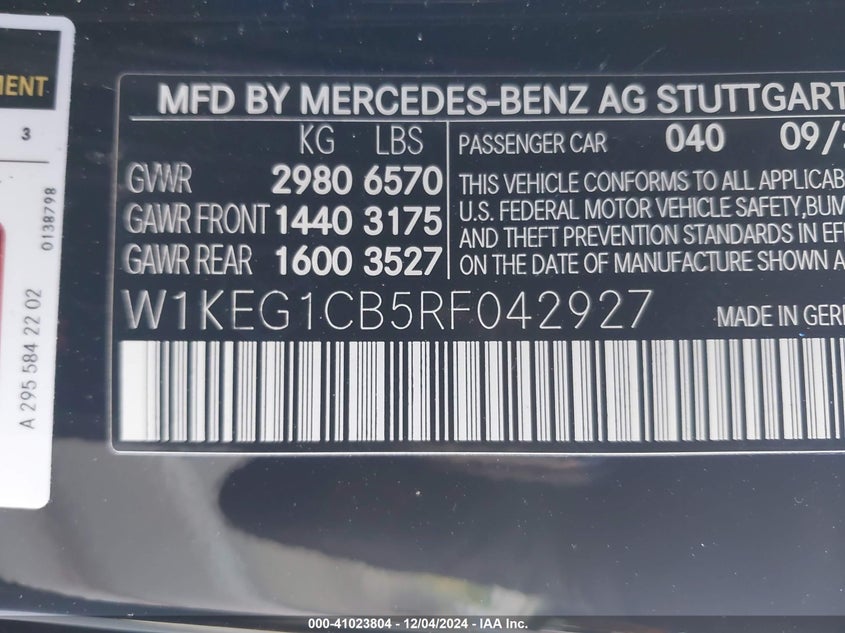 MENT
3
0138798
A 295 584 22 02
MFD BY MERCEDES-BENZ AG STUTTGART
KG LBS
GVWR 2980 6570
GAWR FRONT 1440 3175
GAWR REAR 1600 3527
PASSENGER CAR 040 09/
THIS VEHICLE CONFORMS TO ALL APPLICAB
U.S. FEDERAL MOTOR VEHICLE SAFETY,BUM
AND THEFT PREVENTION STANDARDS IN EF
ON THE DATE OF MANUFACTURE SHOWN A
W1KEG1CB5RF042927
MADE IN GER
000-41023804 - 12/04/2024 - IAA Inc.